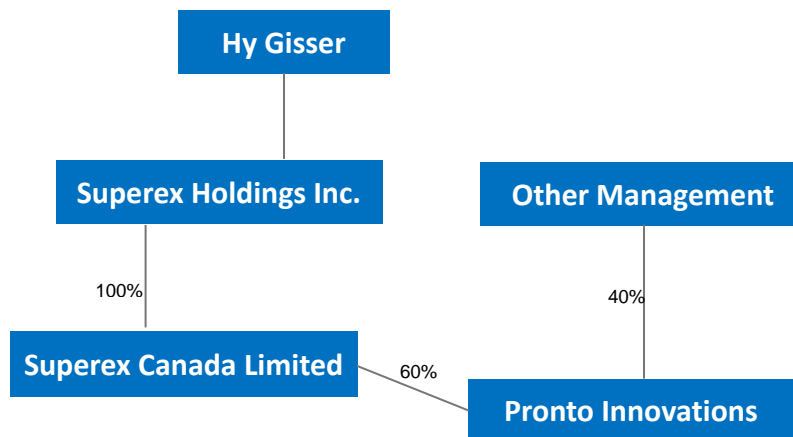 Hy Gisser
Superex Holdings Inc.
Other Management
100%
40%
Superex Canada Limited
60%
Pronto Innovations